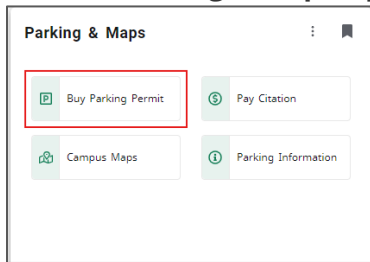 Parking & Maps
P Buy Parking Permit
$ Pay Citation
Campus Maps
i Parking Information